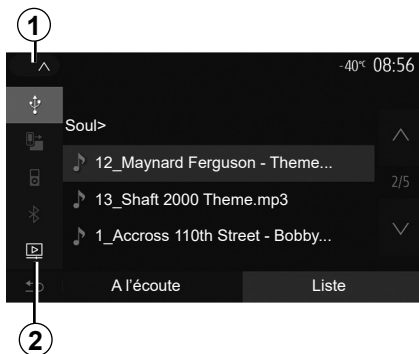 1
-40°C 08:56
Soul>
12_Maynard Ferguson - Theme...
13_Shaft 2000 Theme.mp3
2/5
1_Accross 110th Street - Bobby...
A l'écoute Liste
2